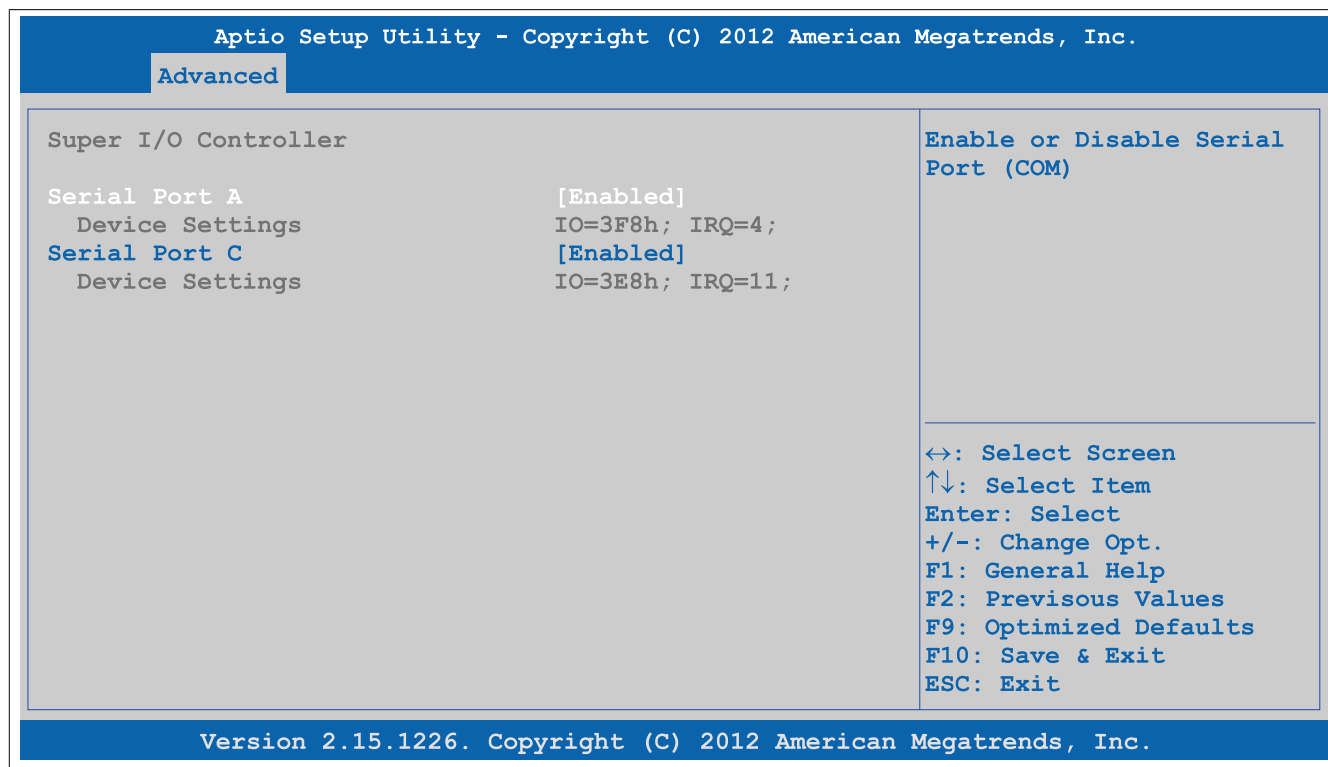 Aptio Setup Utility - Copyright (C) 2012 American Megatrends, Inc.
Advanced
Super I/O Controller
Serial Port A [Enabled]
Device Settings IO=3F8h; IRQ=4;
Serial Port C [Enabled]
Device Settings IO=3E8h; IRQ=11;
Enable or Disable Serial
Port (COM)
↔: Select Screen
↑↓: Select Item
Enter: Select
+/-: Change Opt.
F1: General Help
F2: Previsous Values
F9: Optimized Defaults
F10: Save & Exit
ESC: Exit
Version 2.15.1226. Copyright (C) 2012 American Megatrends, Inc.